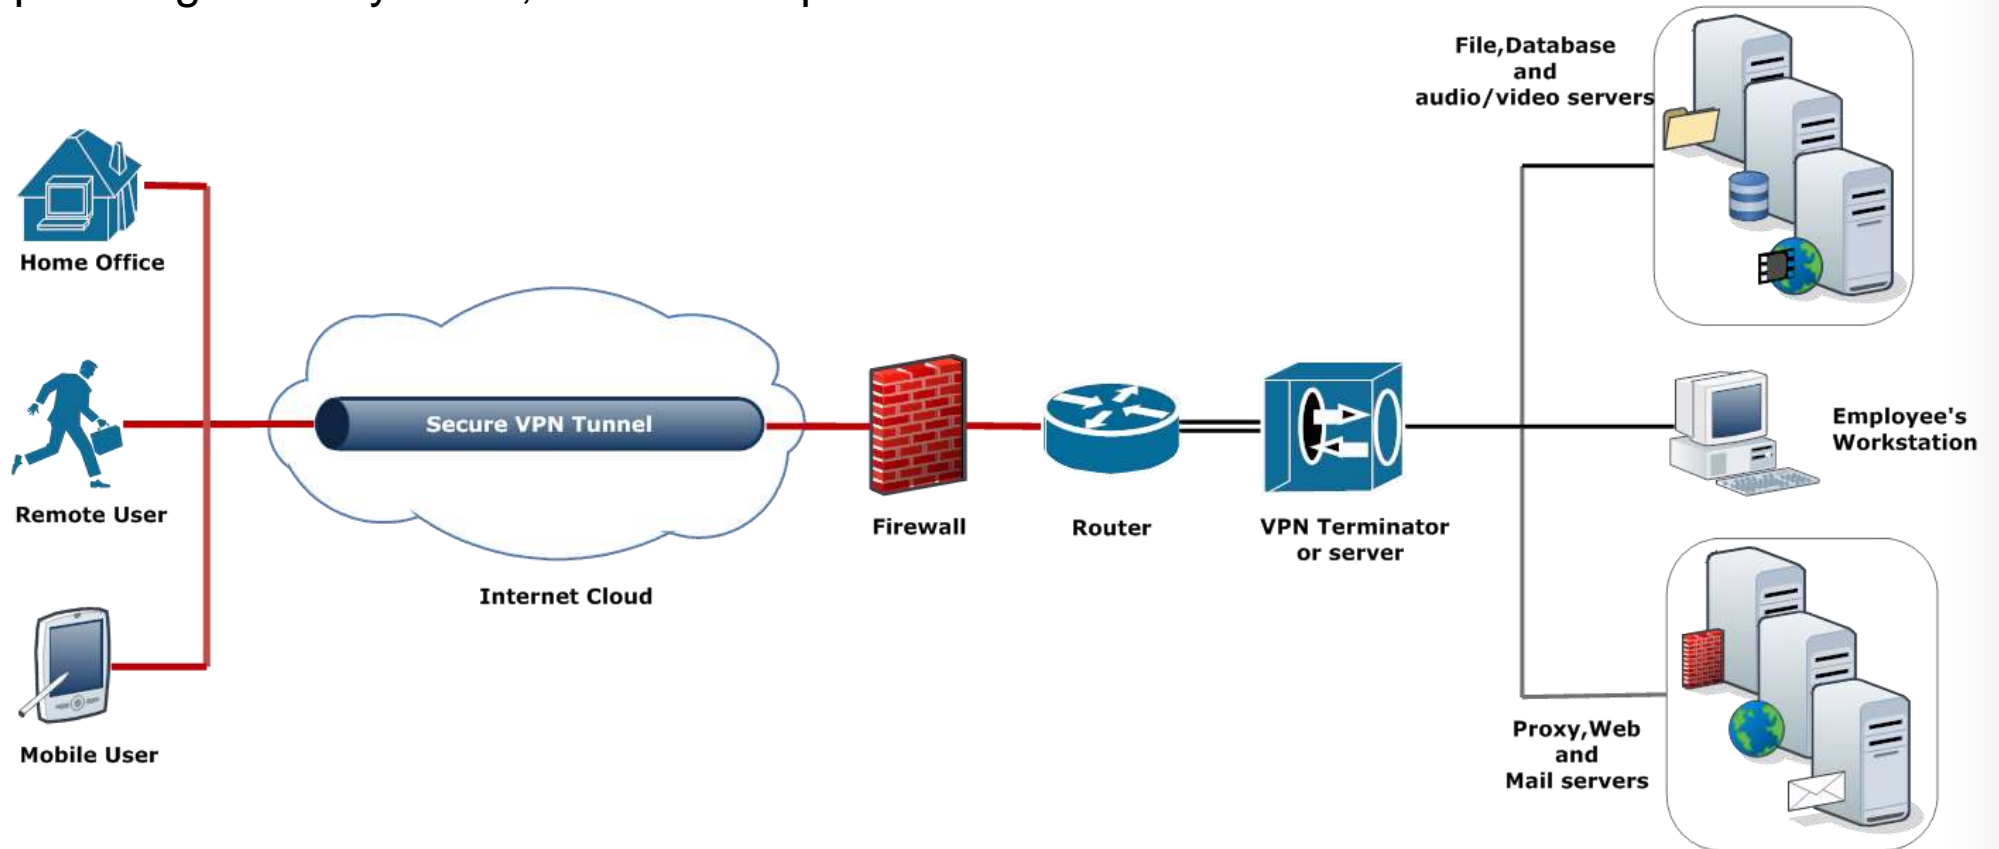 File,Database
and
audio/video servers
Home Office
Secure VPN Tunnel
Employee's
Workstation
Remote User
Firewall
Router
VPN Terminator
or server
Internet Cloud
Proxy,Web
and
Mail servers
Mobile User